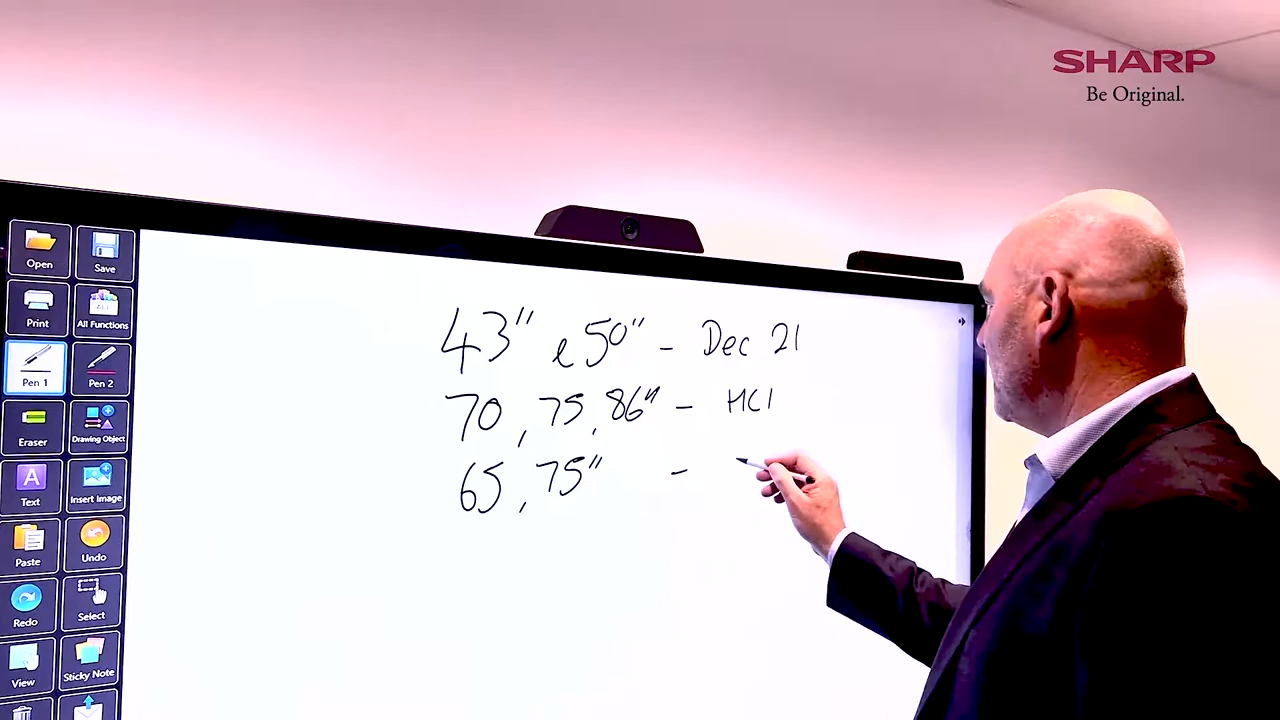 SHARP
Be Original.
Open
Save
Print
All Functions
Pen 1
Pen 2
Eraser
Drawing Object
Text
Insert Image
Paste
Undo
Redo
Select
View
Sticky Note
43" e 50" - Dec 21
70, 75, 86" - HC1
65, 75" -